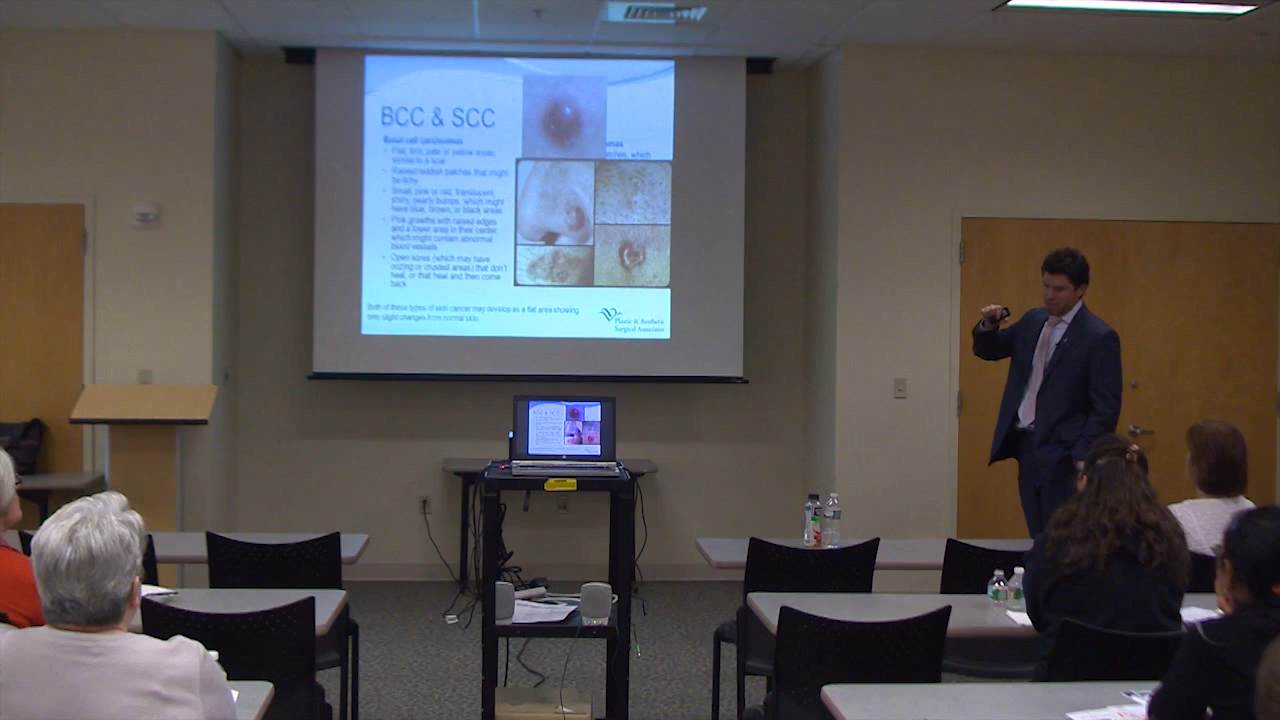 BCC & SCC
Basal cell carcinomas
Flat, firm, pale or yellow areas,
similar to a scar
Raised reddish patches that might
be itchy
Small, pink or red, translucent,
shiny, pearly bumps, which might
have blue, brown, or black areas
Pink growths with raised edges
and a lower area in their center,
which might contain abnormal
blood vessels
Open sores (which may have
oozing or crusted areas) that don't
heal, or that heal and then come
back
which
Both of these types of skin cancer may develop as a flat area showing
only slight changes from normal skin.
Plastic & Aesthetic
Surgical Associates
BCC & SCC